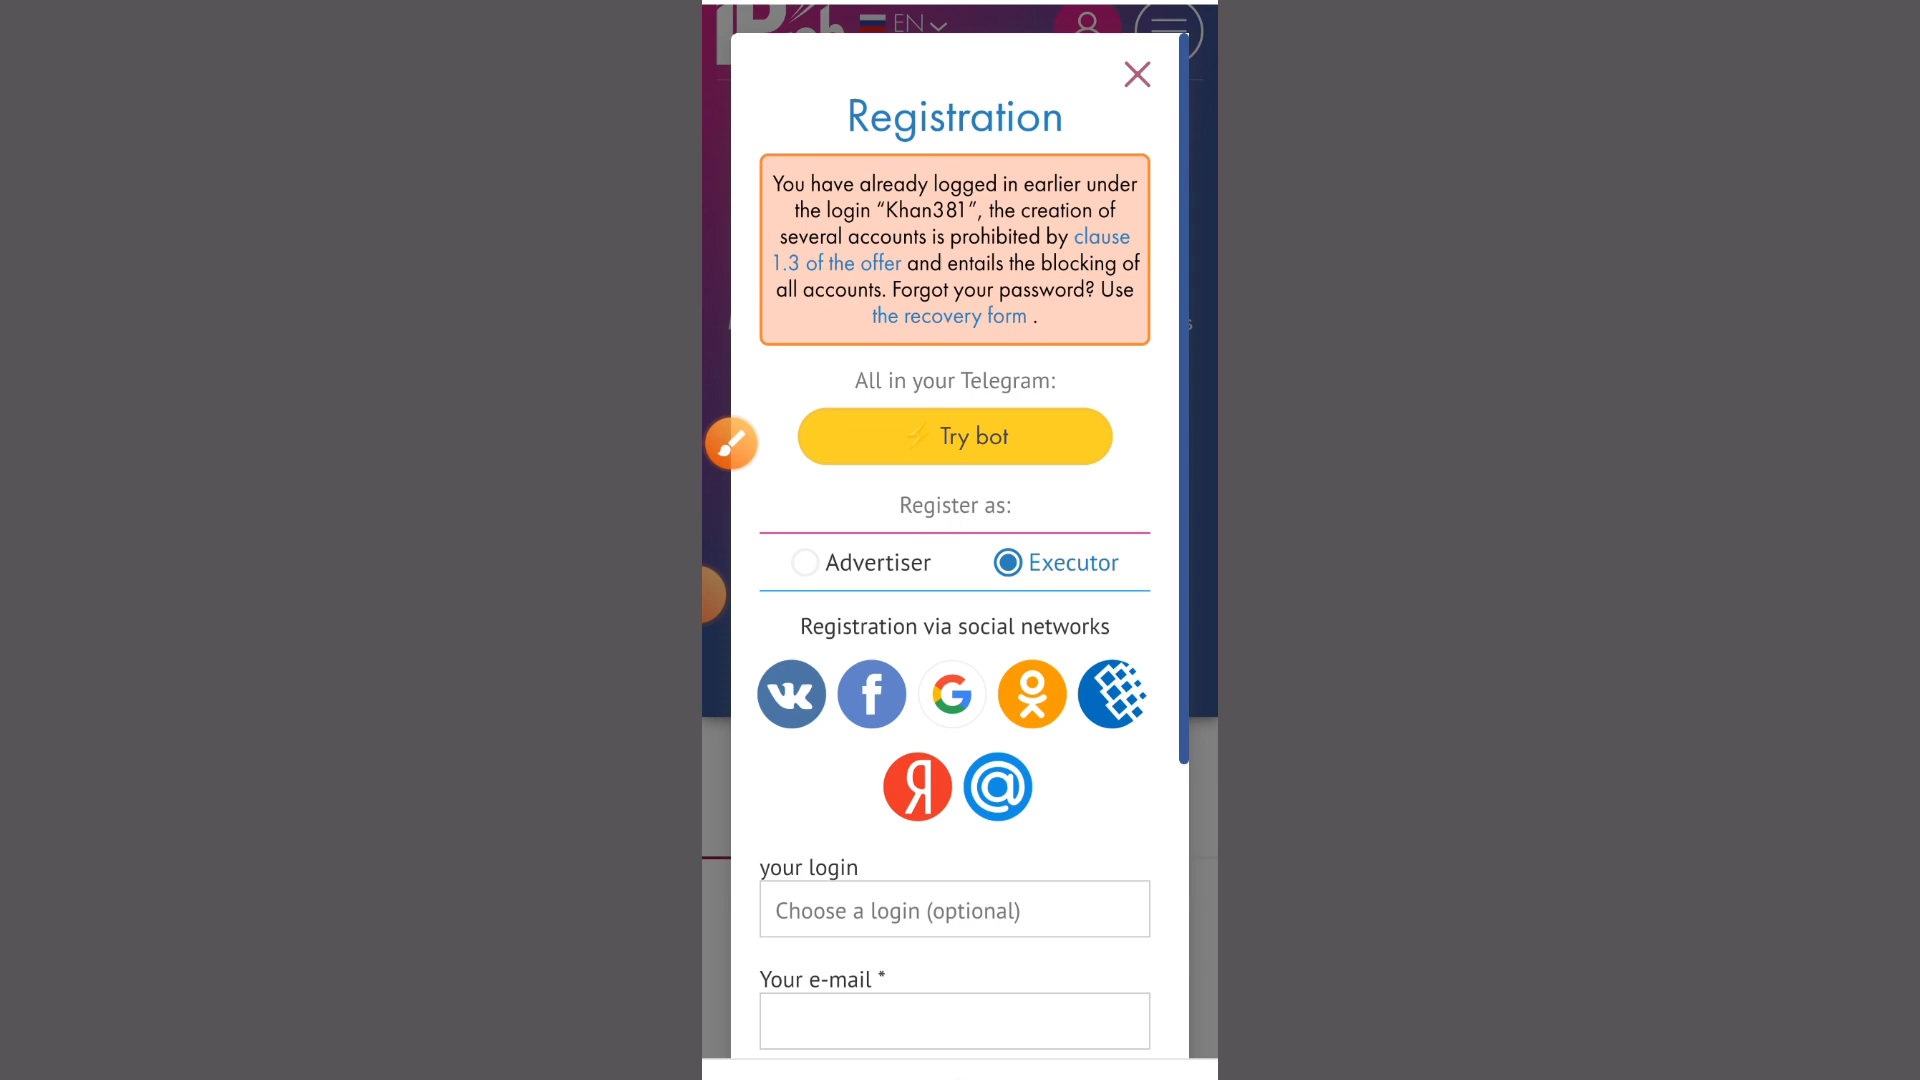 EN
Registration
You have already logged in earlier under
the login “Khan381”, the creation of
several accounts is prohibited by clause
1.3 of the offer and entails the blocking of
all accounts. Forgot your password? Use
the recovery form .
All in your Telegram:
Try bot
Register as:
Advertiser
Executor
Registration via social networks
your login
Choose a login (optional)
Your e-mail *